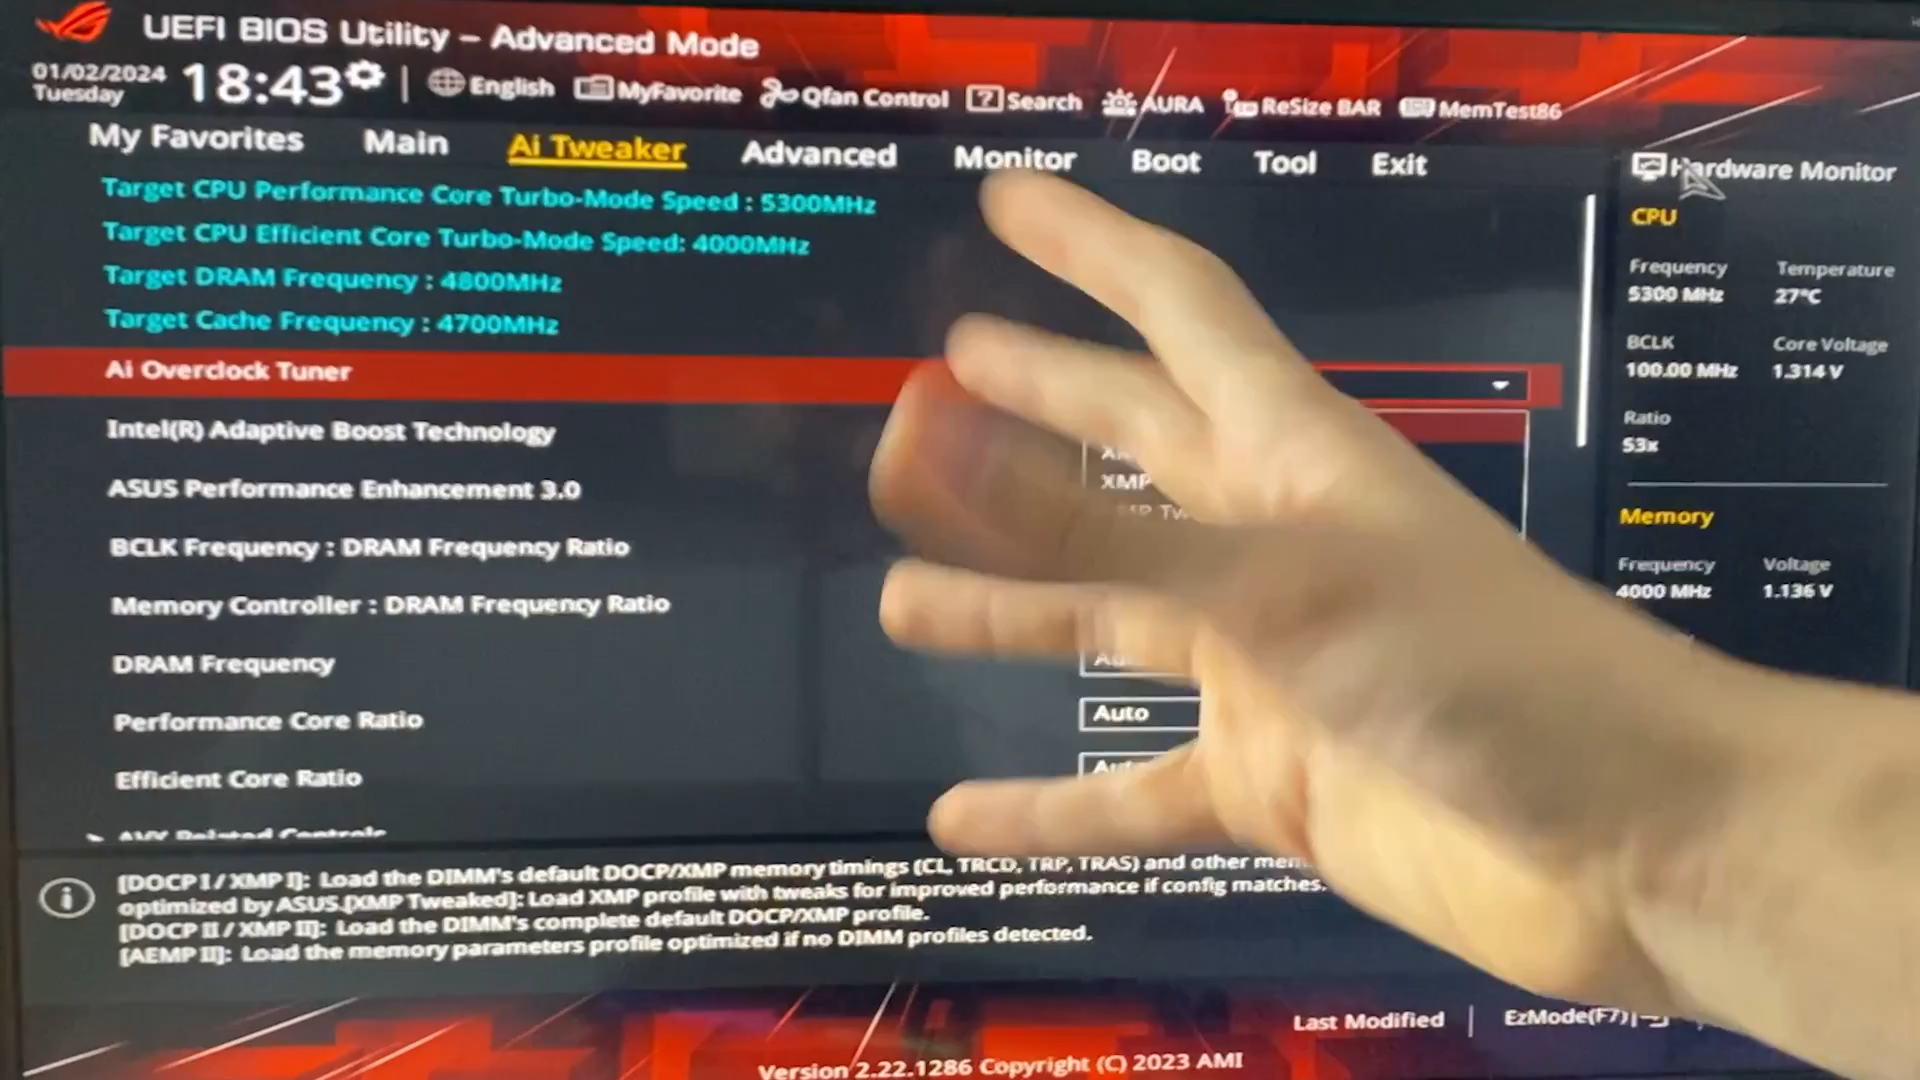 UEFI BIOS Utility – Advanced Mode
01/02/2024
Tuesday
18:43
English
MyFavorite
Qfan Control
? Search
AURA
ReSize BAR
MemTest86
My Favorites
Main
Ai Tweaker
Advanced
Monitor
Boot
Tool
Exit
Target CPU Performance Core Turbo-Mode Speed : 5300MHz
Target CPU Efficient Core Turbo-Mode Speed: 4000MHz
Target DRAM Frequency : 4800MHz
Target Cache Frequency : 4700MHz
Ai Overclock Tuner
Intel(R) Adaptive Boost Technology
ASUS Performance Enhancement 3.0
XMP
BCLK Frequency : DRAM Frequency Ratio
Memory Controller : DRAM Frequency Ratio
DRAM Frequency
Performance Core Ratio
Auto
Efficient Core Ratio
AVX Related Controls
[DOCP I / XMP I]: Load the DIMM's default DOCP/XMP memory timings (CL, TRCD, TRP, TRAS) and other
optimized by ASUS.[XMP Tweaked]: Load XMP profile with tweaks for improved performance if config matches.
[DOCP II / XMP II]: Load the DIMM's complete default DOCP/XMP profile.
[AEMP II]: Load the memory parameters profile optimized if no DIMM profiles detected.
Hardware Monitor
CPU
Frequency Temperature
5300 MHz 27°C
BCLK Core Voltage
100.00 MHz 1.314 V
Ratio
53x
Memory
Frequency Voltage
4000 MHz 1.136 V
Last Modified
EzMode(F7)
Version 2.22.1286 Copyright (C) 2023 AMI